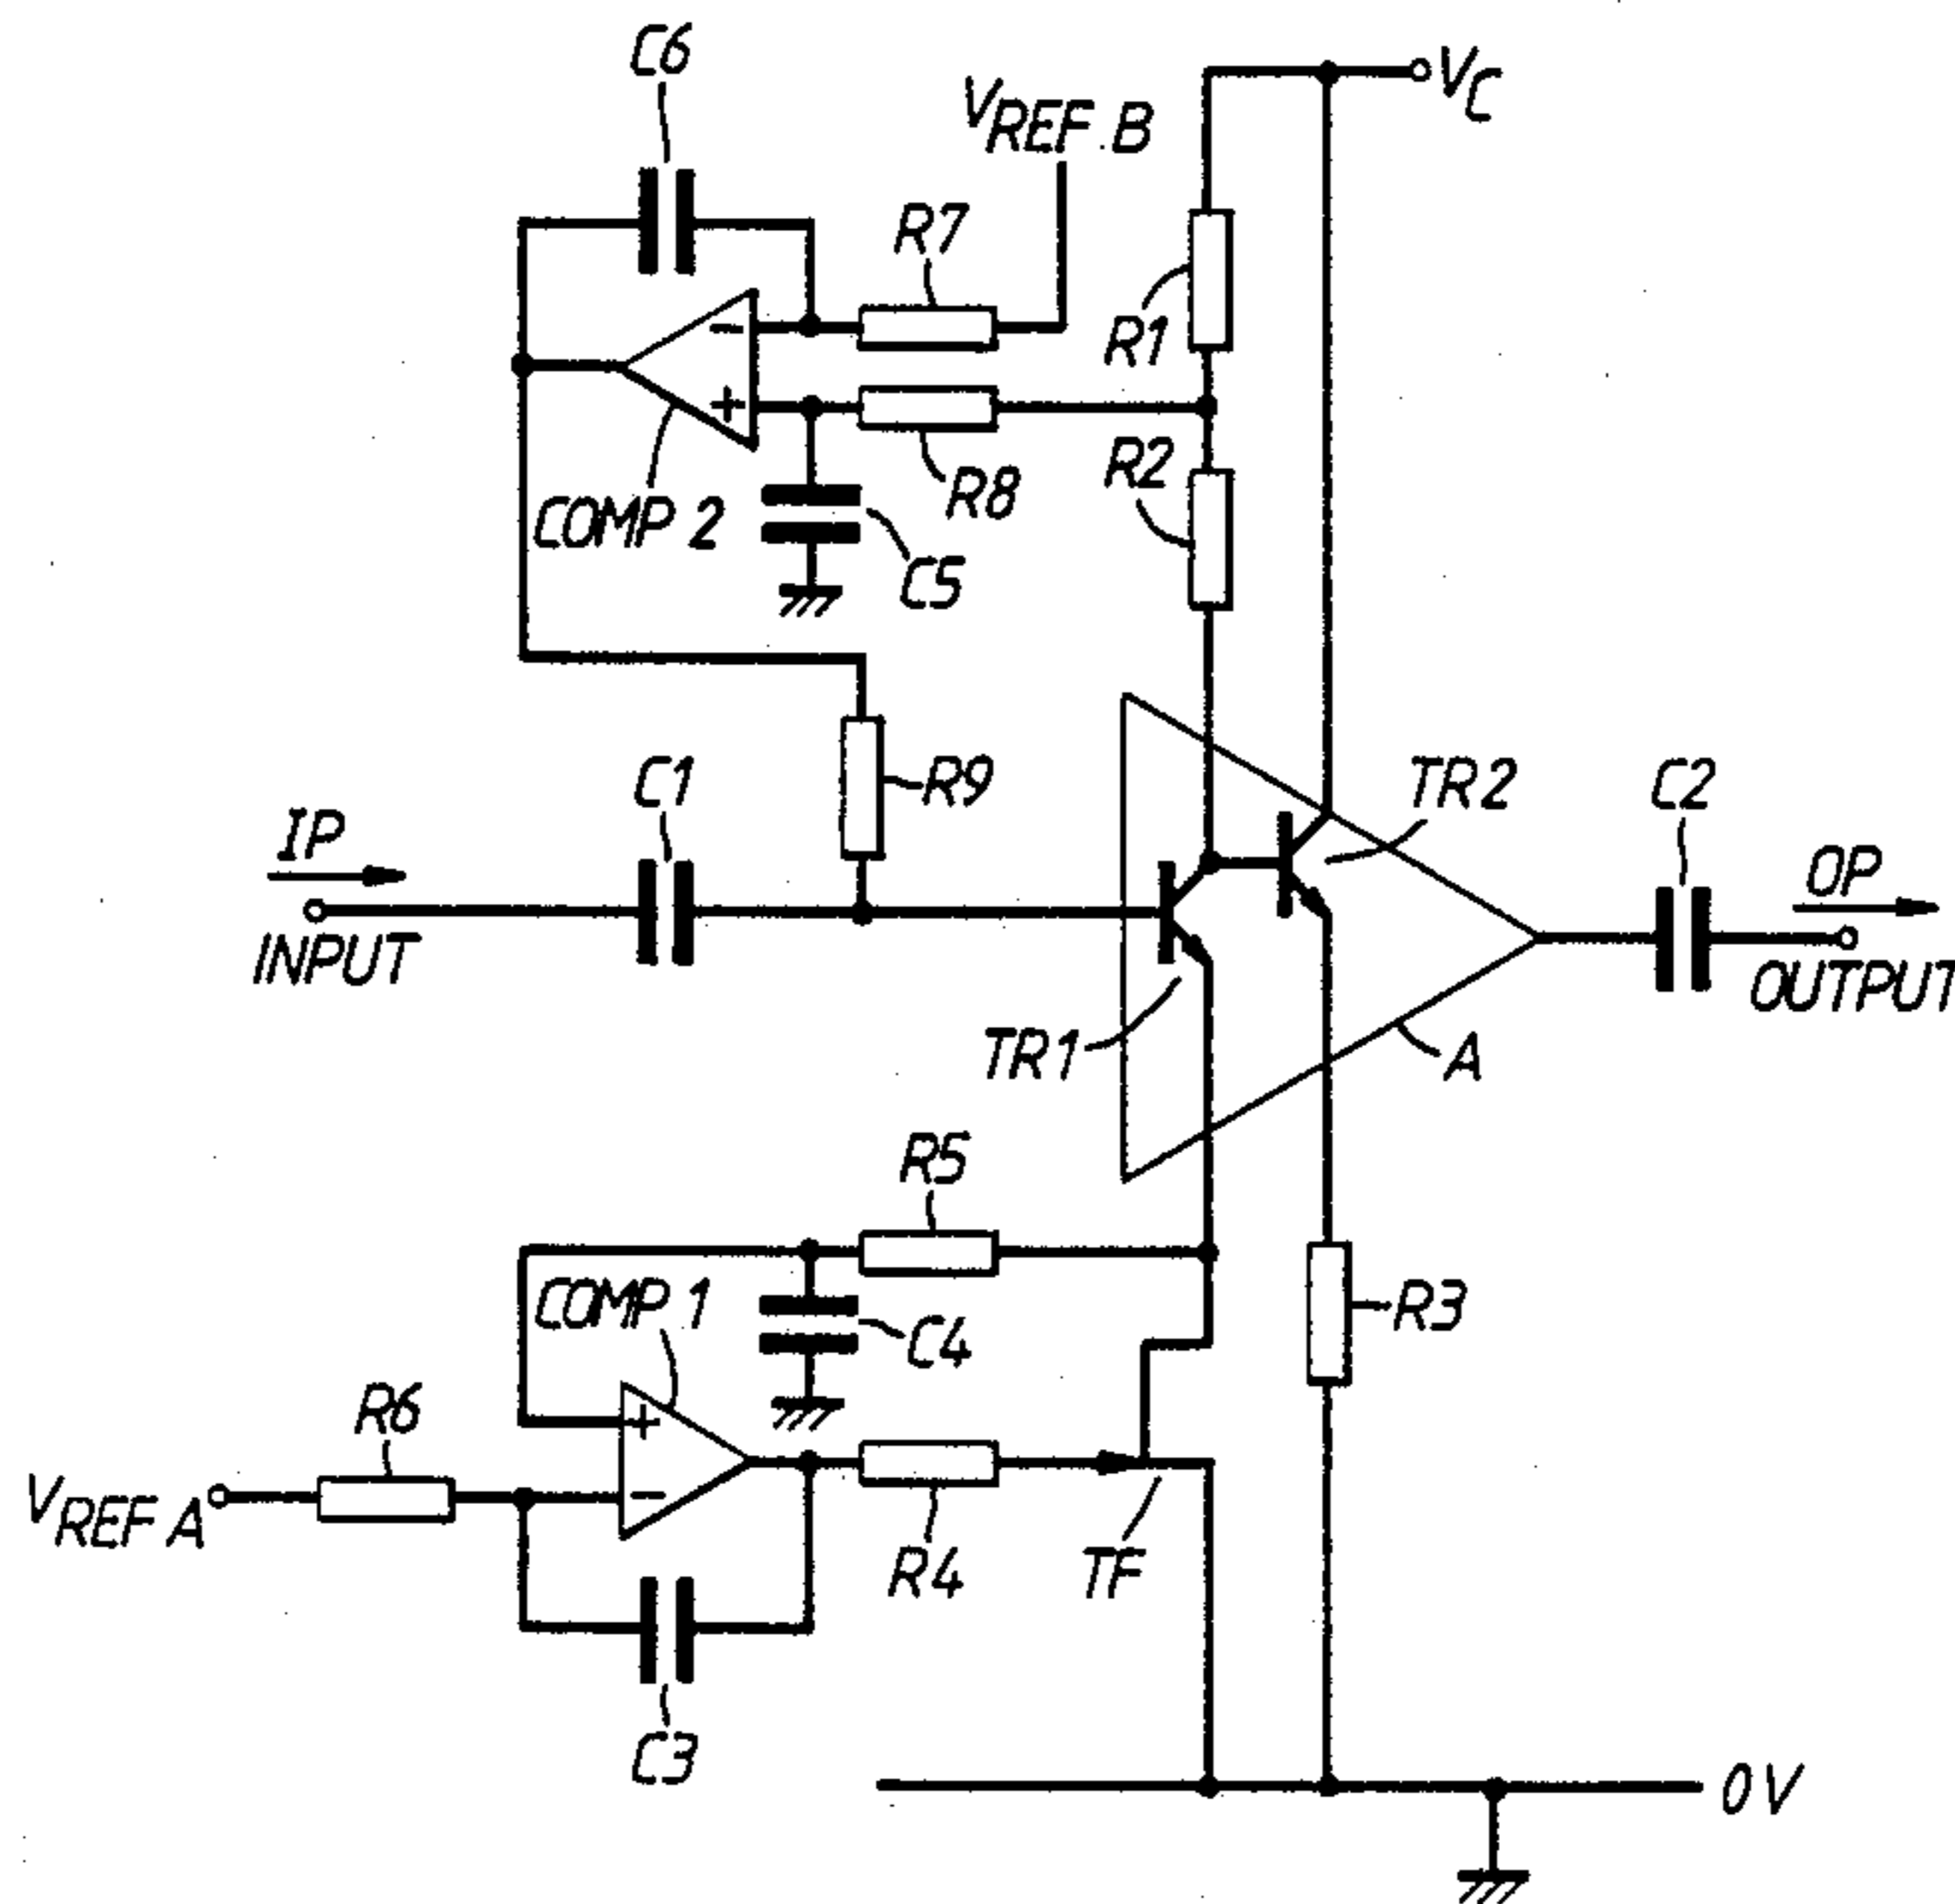 C6
VC
VREF.B
R7
R1
R2
R8
COMP 2
C5
C1
R9
TR2
C2
IP
OP
INPUT
OUTPUT
TR1
A
R5
COMP 1
C4
R3
R6
VREF A
R4
TF
C3
0V